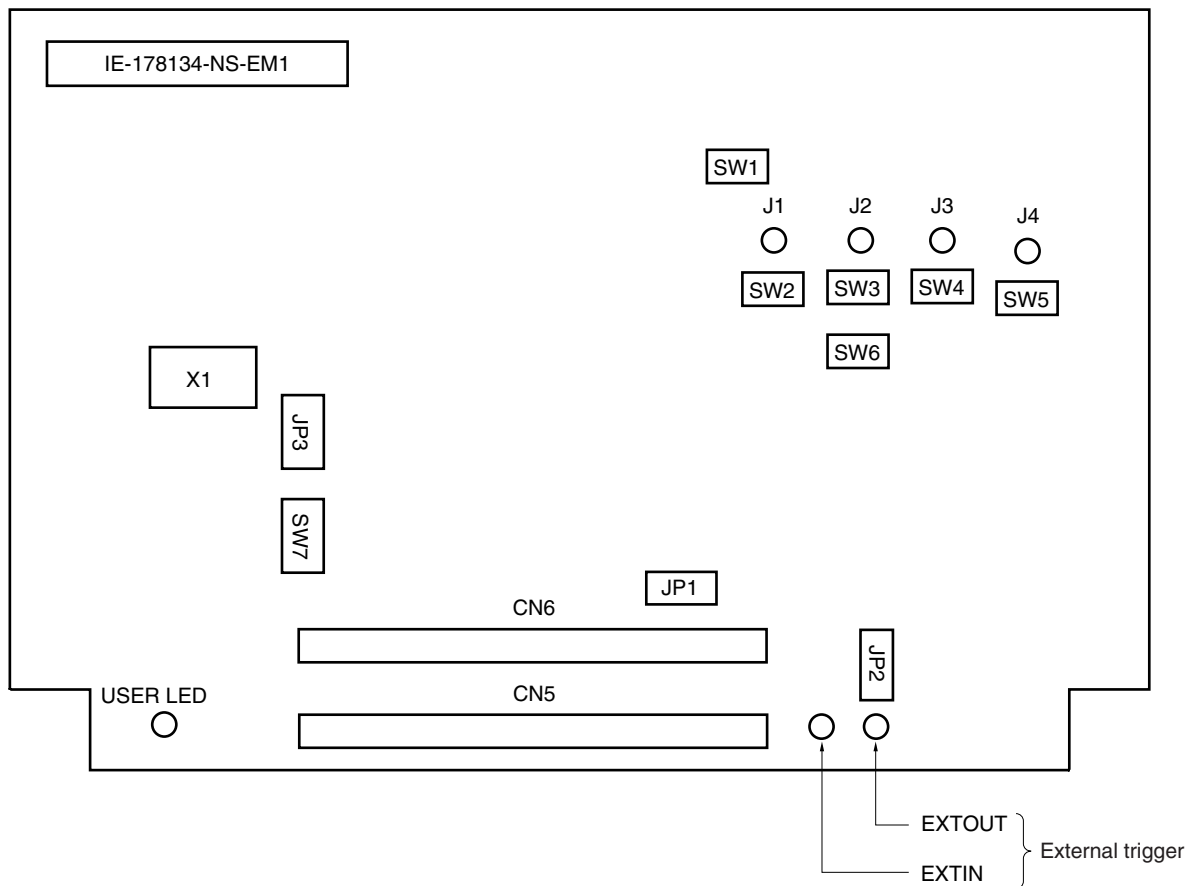 IE-178134-NS-EM1
SW1
J1
J2
J3
J4
SW2
SW3
SW4
SW5
SW6
X1
JP3
SW7
JP1
CN6
JP2
USER LED
CN5
EXTOUT
External trigger
EXTIN